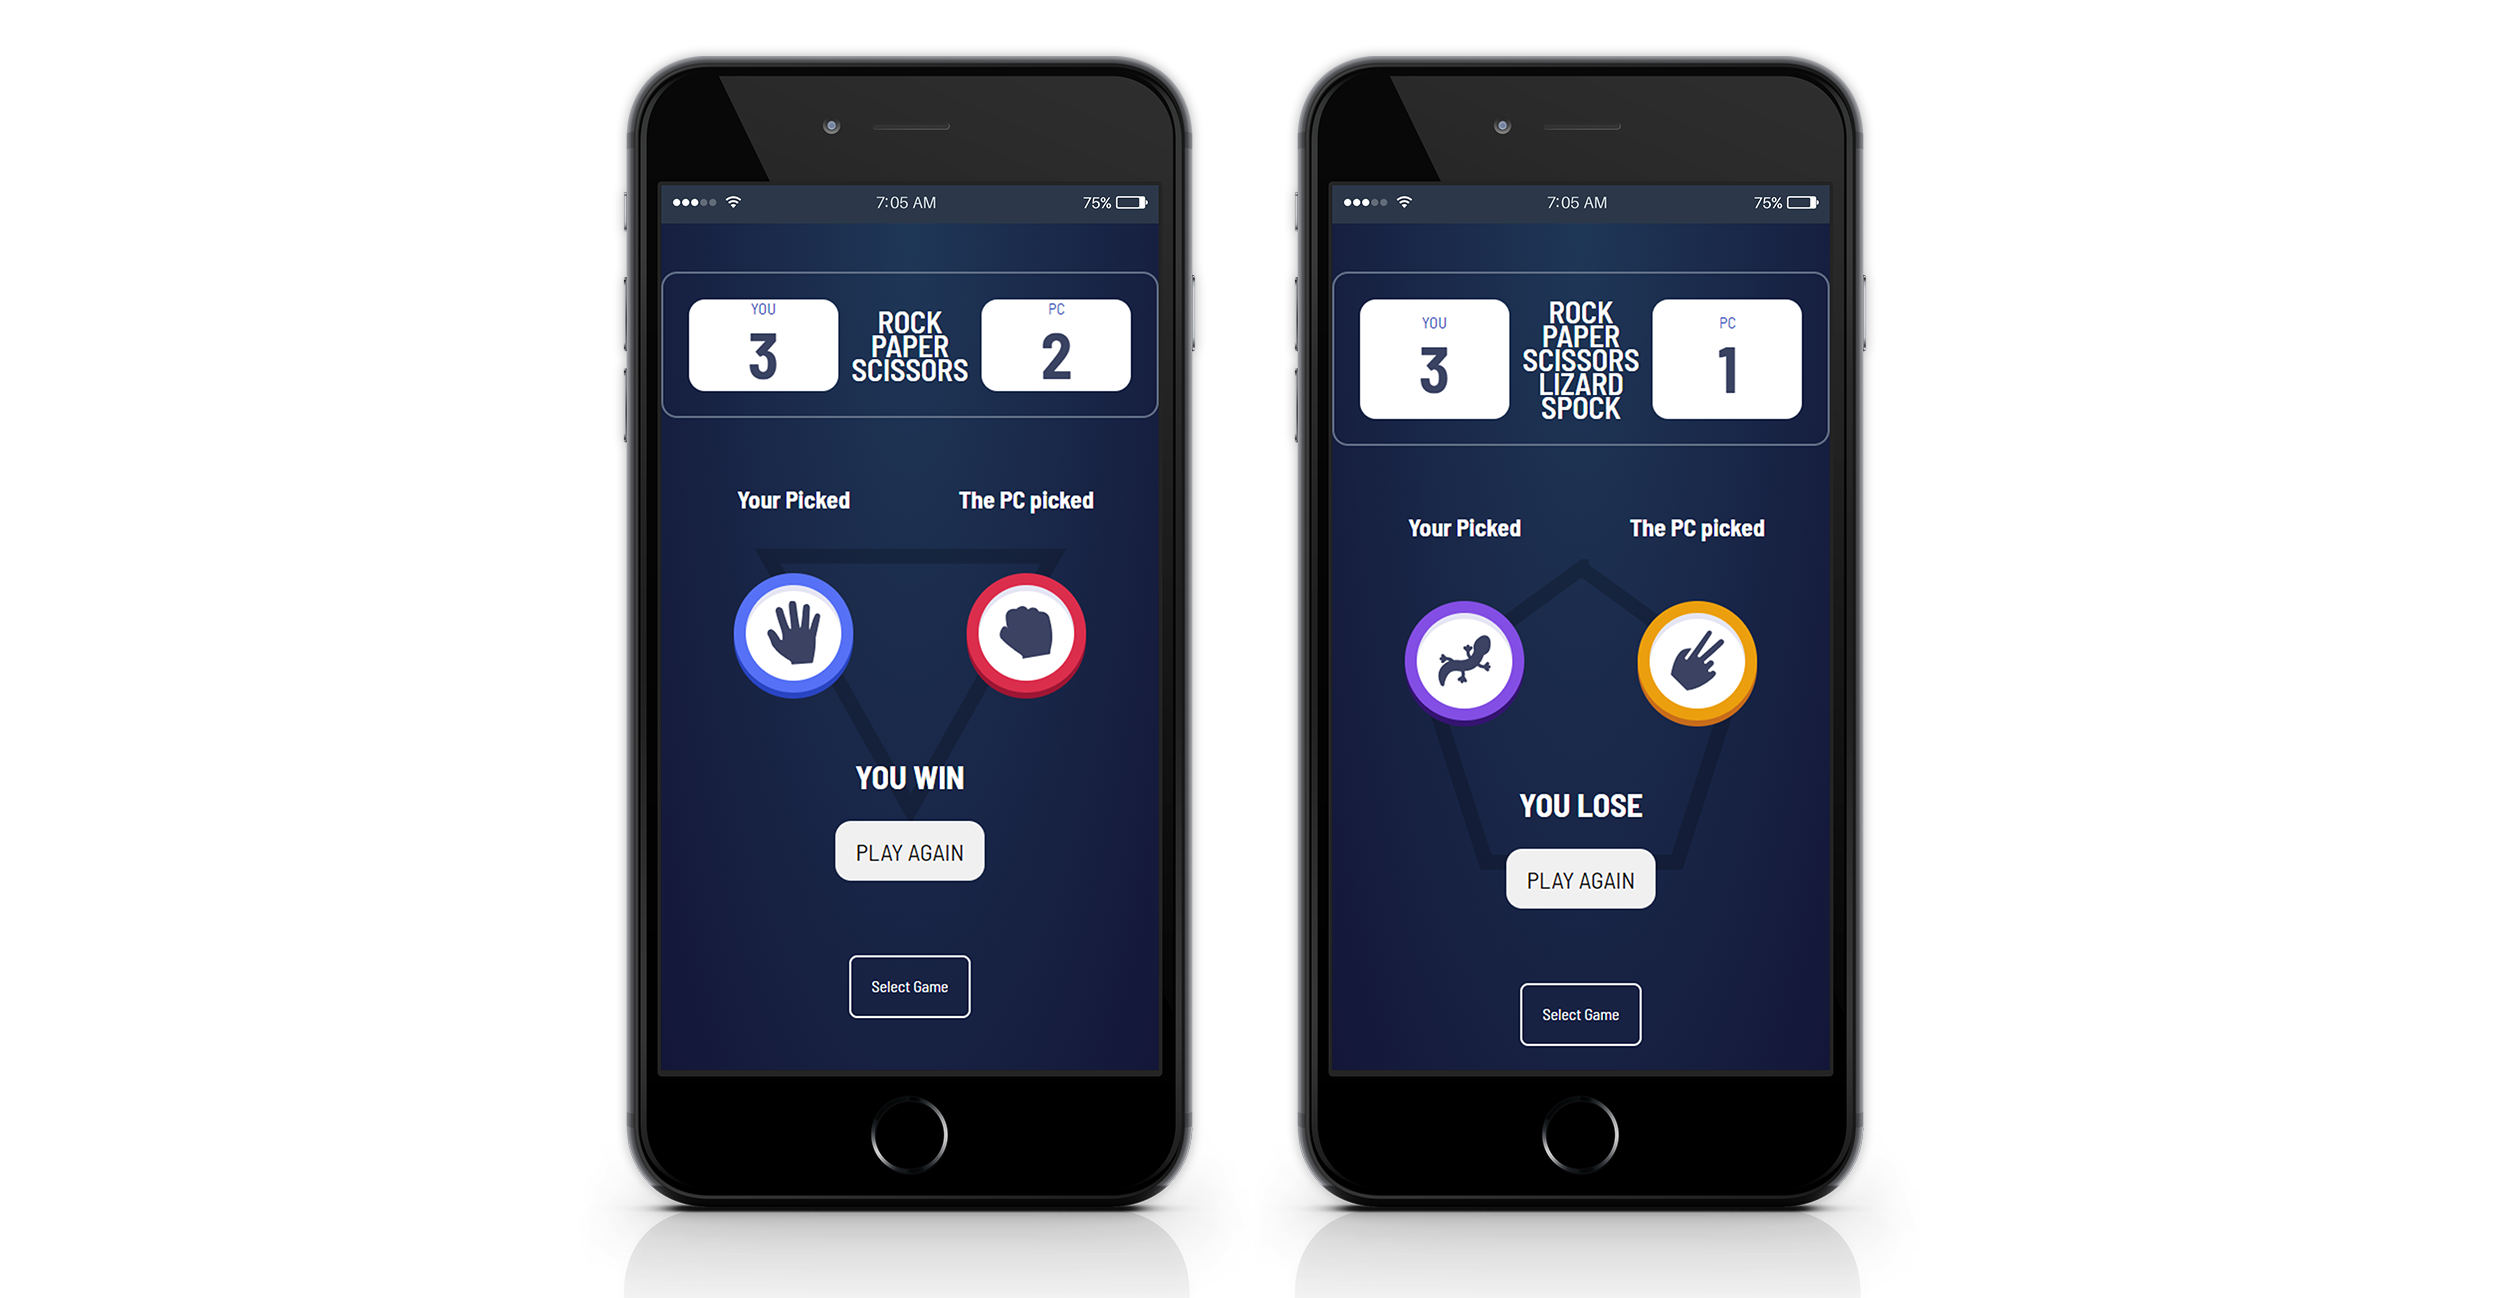 7:05 AM
75%
YOU
3
ROCK
PAPER
SCISSORS
PC
2
Your Picked
The PC picked
YOU WIN
PLAY AGAIN
Select Game
7:05 AM
75%
YOU
3
ROCK
PAPER
SCISSORS
LIZARD
SPOCK
PC
1
Your Picked
The PC picked
YOU LOSE
PLAY AGAIN
Select Game